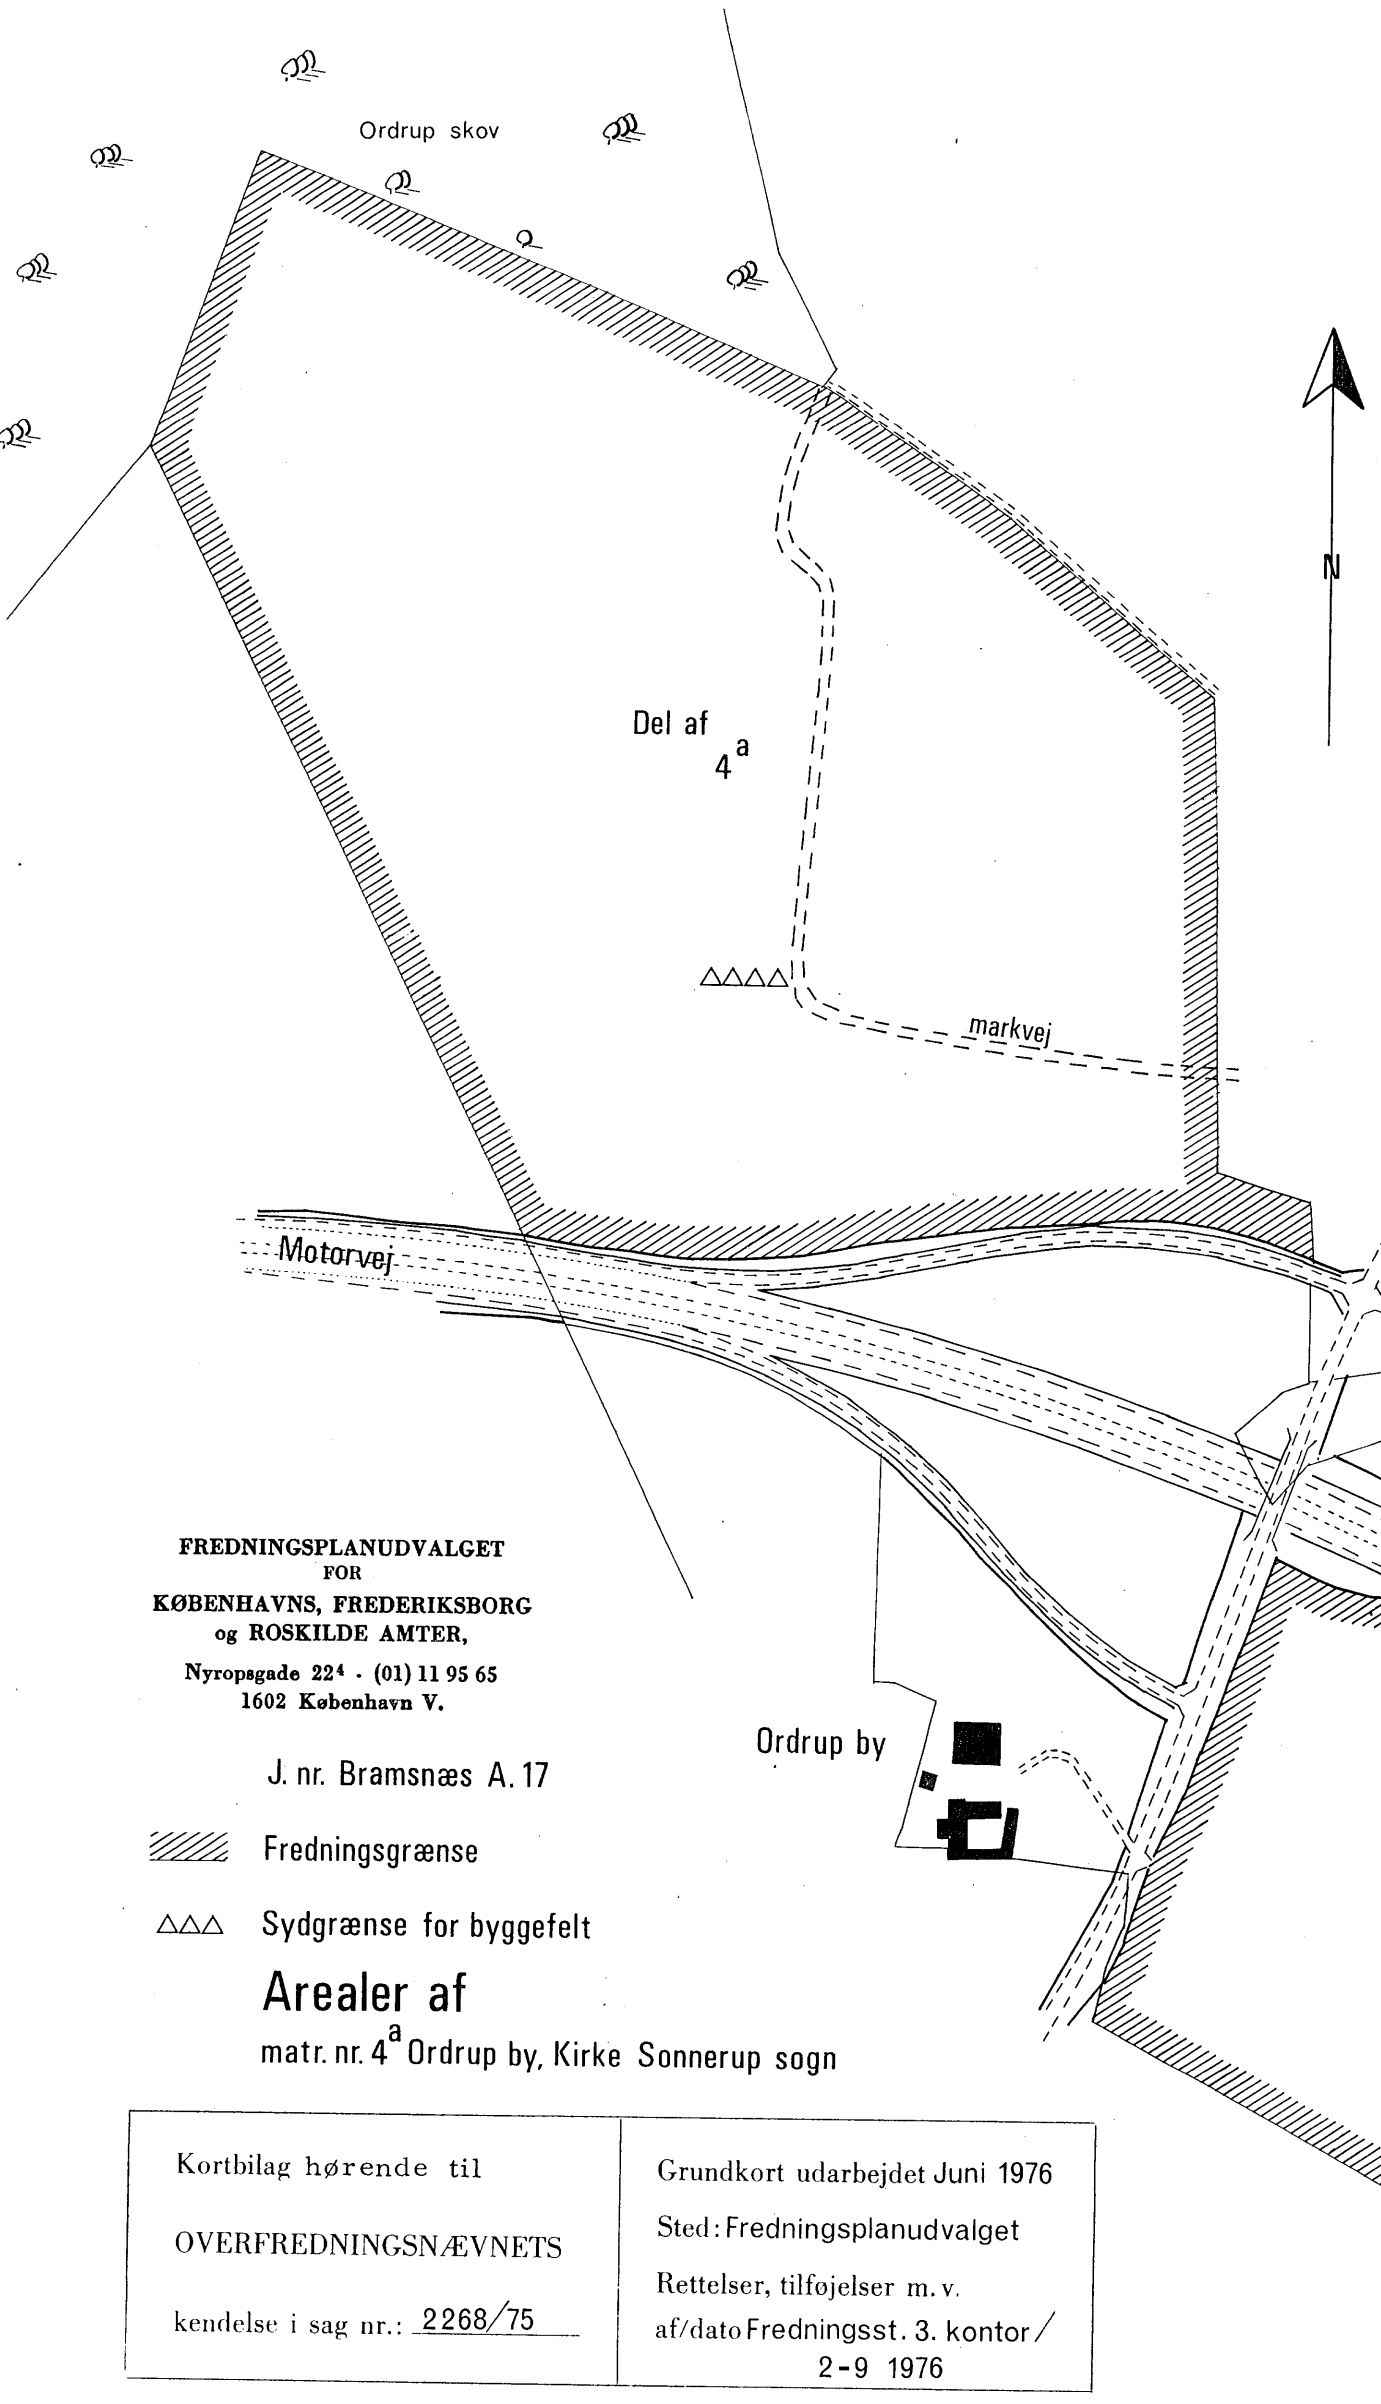 Ordrup skov
N
Del af
4a
markvej
Motorvej
FREDNINGSPLANUDVALGET
FOR
KØBENHAVNS, FREDERIKSBORG
og ROSKILDE AMTER,
Nyropsgade 22⁴ · (01) 11 95 65
1602 København V.
Ordrup by
J. nr. Bramsnæs A. 17
Fredningsgrænse
Sydgrænse for byggefelt
Arealer af
matr. nr. 4a Ordrup by, Kirke Sonnerup sogn
Kortbilag hørende til
OVERFREDNINGSNÆVNETS
kendelse i sag nr.: 2268/75
Grundkort udarbejdet Juni 1976
Sted: Fredningsplanudvalget
Rettelser, tilføjelser m. v.
af/dato Fredningsst. 3. kontor/
2-9 1976